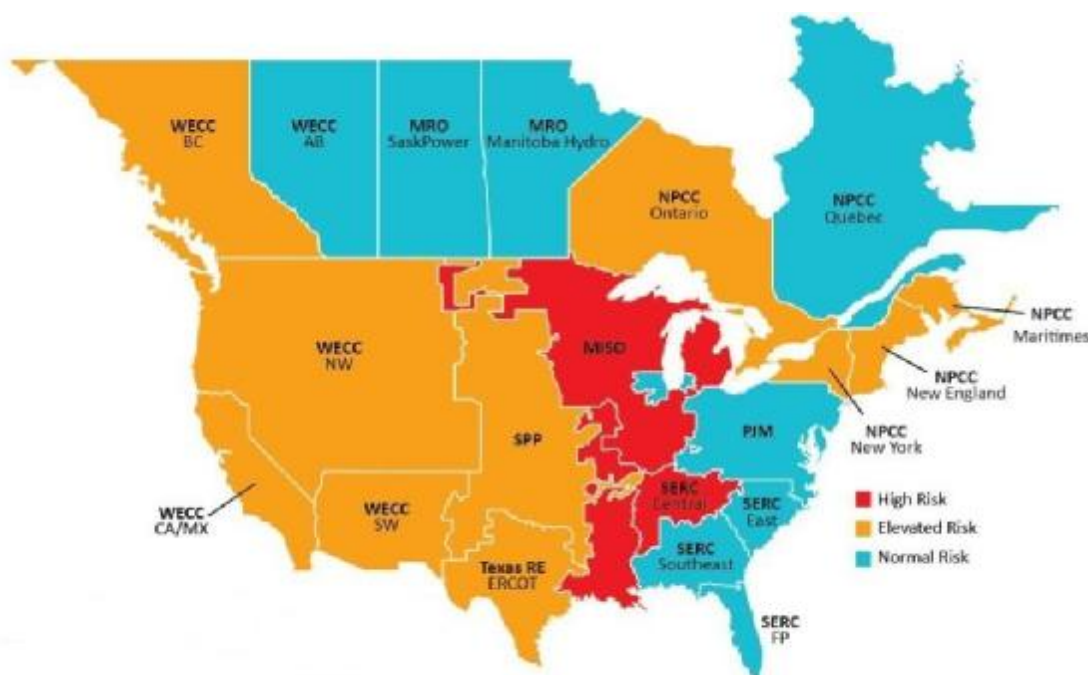 WECC
BC
WECC
AB
MRO
SaskPower
MRO
Manitoba Hydro
NPCC
Ontario
NPCC
Quebec
NPCC
Maritimes
NPCC
New England
NPCC
New York
WECC
NW
MISO
PJM
SPP
WECC
CA/MX
WECC
SW
SERC
Central
SERC
East
SERC
Southeast
Texas RE
ERCOT
SERC
FP
High Risk
Elevated Risk
Normal Risk